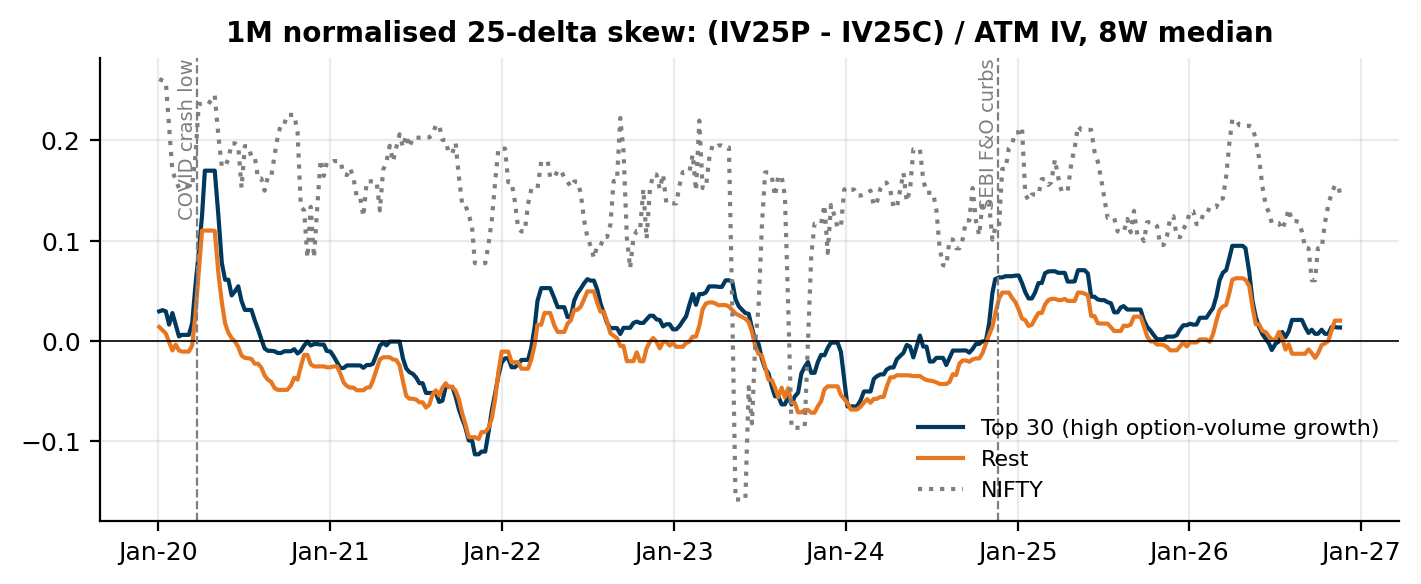 1M normalised 25-delta skew: (IV25P - IV25C) / ATM IV, 8W median
COVID crash low
SEBI F&O curbs
0.2
0.1
0.0
−0.1
Top 30 (high option-volume growth)
Rest
NIFTY
Jan-20
Jan-21
Jan-22
Jan-23
Jan-24
Jan-25
Jan-26
Jan-27